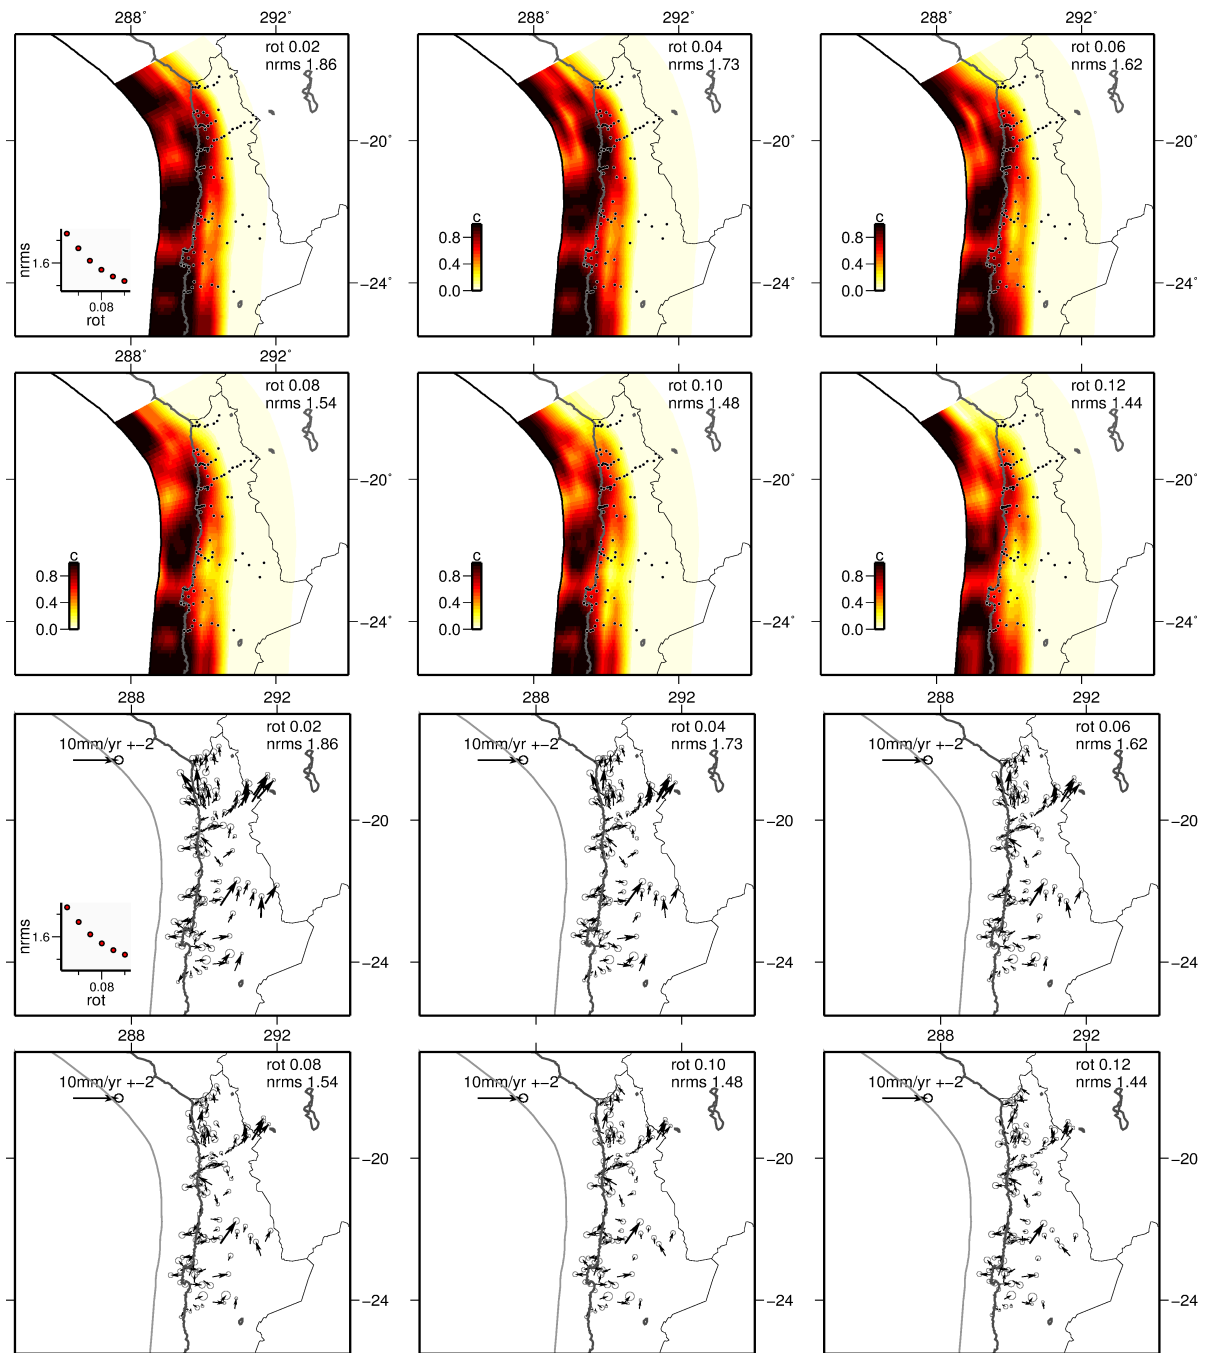 288° 292° 288° 292° 288° 292°
rot 0.02 rot 0.04 rot 0.06
nrms 1.86 nrms 1.73 nrms 1.62
−20° −20° −20°
c c
0.8 0.8
nrms 1.6 0.4 0.4
−24° −24° −24°
0.0 0.0
0.08
rot
288° 292° 288° 292° 288° 292°
rot 0.08 rot 0.10 rot 0.12
nrms 1.54 nrms 1.48 nrms 1.44
−20° −20° −20°
c c c
0.8 0.8 0.8
0.4 0.4 0.4
−24° −24° −24°
0.0 0.0 0.0
288 292 288 292 288 292
rot 0.02 rot 0.04 rot 0.06
10mm/yr +−2 nrms 1.86 10mm/yr +−2 nrms 1.73 10mm/yr +−2 nrms 1.62
−20 −20 −20
nrms 1.6
−24 −24 −24
0.08
rot
288 292 288 292 288 292
rot 0.08 rot 0.10 rot 0.12
10mm/yr +−2 nrms 1.54 10mm/yr +−2 nrms 1.48 10mm/yr +−2 nrms 1.44
−20 −20 −20
−24 −24 −24